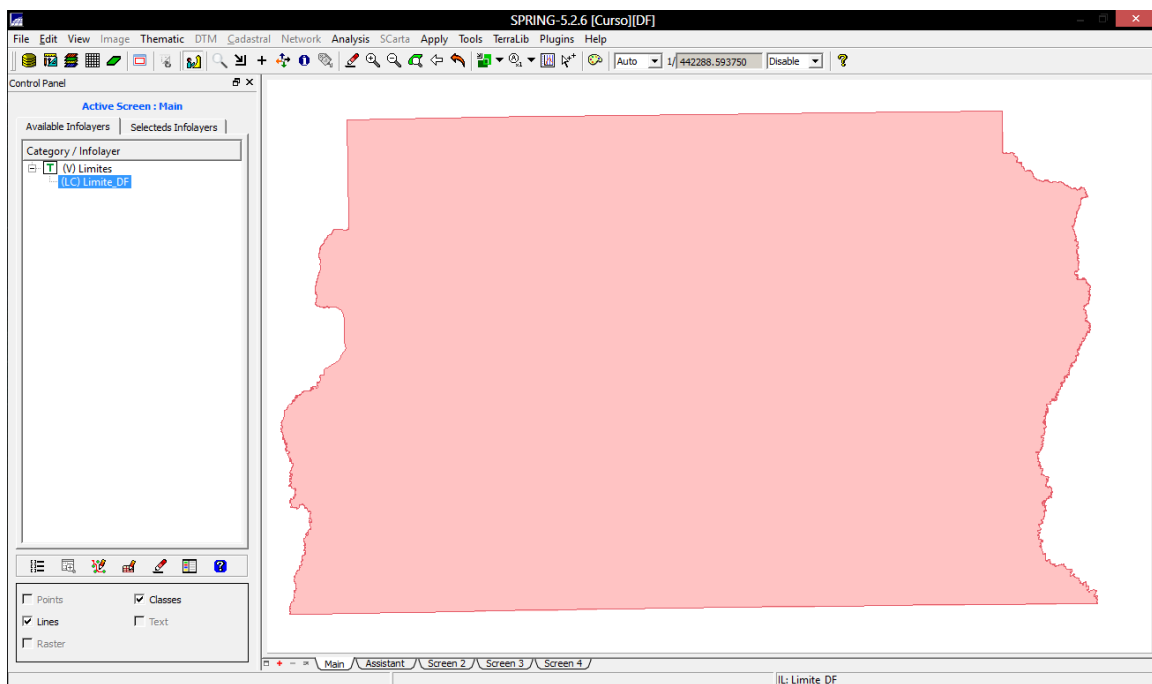 SPRING-5.2.6 [Curso][DF]
File Edit View Image Thematic DTM Cadastral Network Analysis SCarta Apply Tools TerraLib Plugins Help
Auto 1/ 442288.593750 Disable
Control Panel
Active Screen : Main
Available Infolayers Selecteds Infolayers
Category / Infolayer
T (V) Limites
(LC) Limite_DF
Points Classes
Lines Text
Raster
Main Assistant Screen 2 Screen 3 Screen 4
IL: Limite_DF